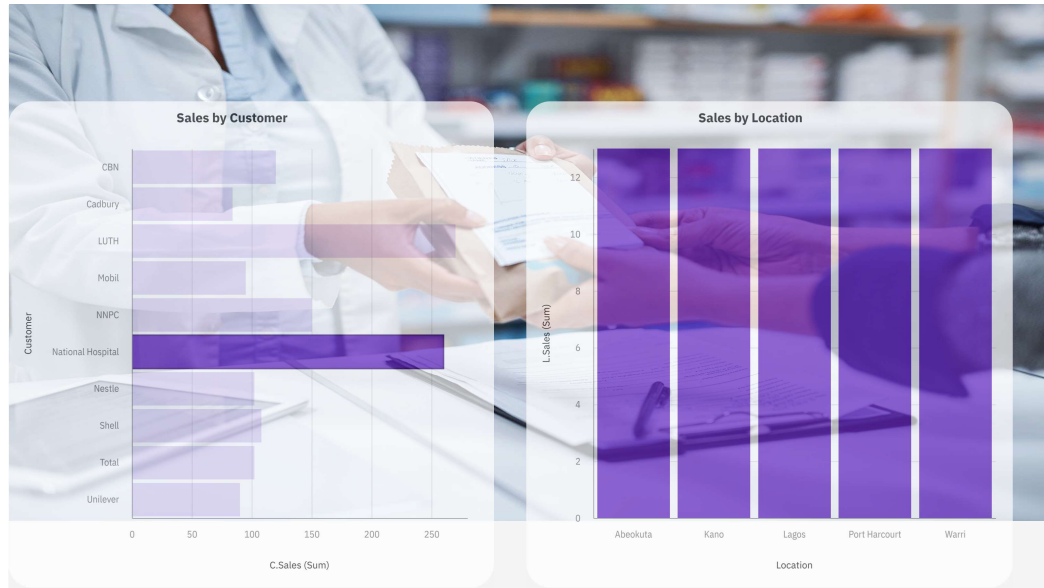 Sales by Customer
Customer
CBN
Cadbury
LUTH
Mobil
NNPC
National Hospital
Nestle
Shell
Total
Unilever
0 50 100 150 200 250
C.Sales (Sum)
Sales by Location
L.Sales (Sum)
12
10
8
6
4
2
0
Abeokuta Kano Lagos Port Harcourt Warri
Location